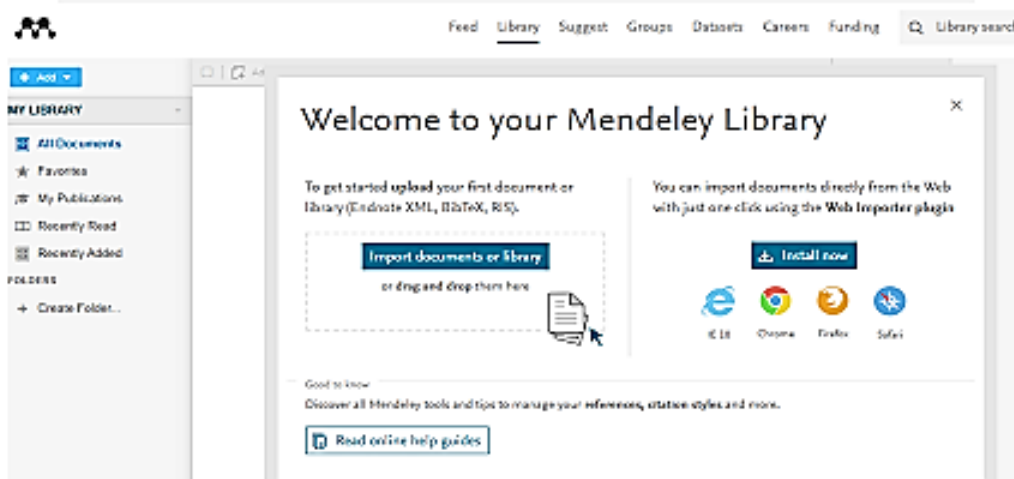 Feed Library Suggest Groups Datasets Careers Funding Library search
Add
MY LIBRARY
All Documents
Favorites
My Publications
Recently Read
Recently Added
FOLDERS
+ Create Folder...
Welcome to your Mendeley Library
To get started upload your first document or
library (Endnote XML, BibTeX, RIS).
Import documents or library
or drag and drop them here
You can import documents directly from the Web
with just one click using the Web Importer plugin
Install now
IE 10 Chrome Firefox Safari
Good to know
Discover all Mendeley tools and tips to manage your references, citation styles and more.
Read online help guides